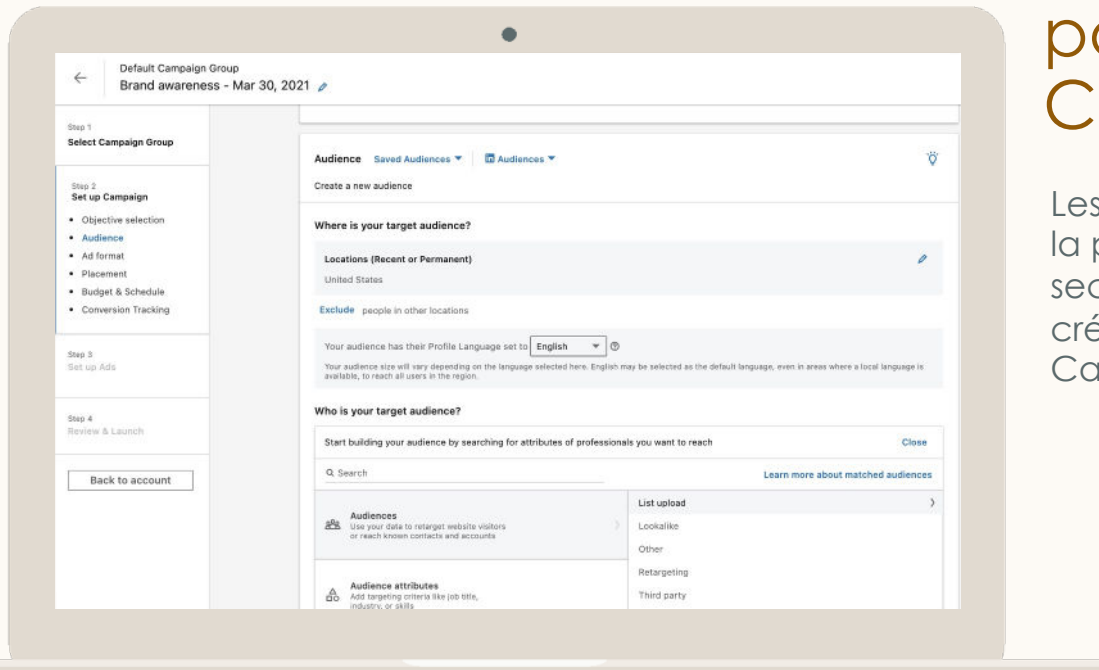 Default Campaign Group
Brand awareness - Mar 30, 2021
Step 1
Select Campaign Group
Step 2
Set up Campaign
Objective selection
Audience
Ad format
Placement
Budget & Schedule
Conversion Tracking
Step 3
Set up Ads
Step 4
Review & Launch
Back to account
Audience Saved Audiences Audiences
Create a new audience
Where is your target audience?
Locations (Recent or Permanent)
United States
Exclude people in other locations
Your audience has their Profile Language set to English
Your audience size will vary depending on the language selected here. English may be selected as the default language, even in areas where a local language is
available, to reach all users in the region.
Who is your target audience?
Start building your audience by searching for attributes of professionals you want to reach Close
Search Learn more about matched audiences
Audiences
Use your data to retarget website visitors
or reach known contacts and accounts
Audience attributes
Add targeting criteria like job title,
industry, or skills
List upload
Lookalike
Other
Retargeting
Third party
Les
la